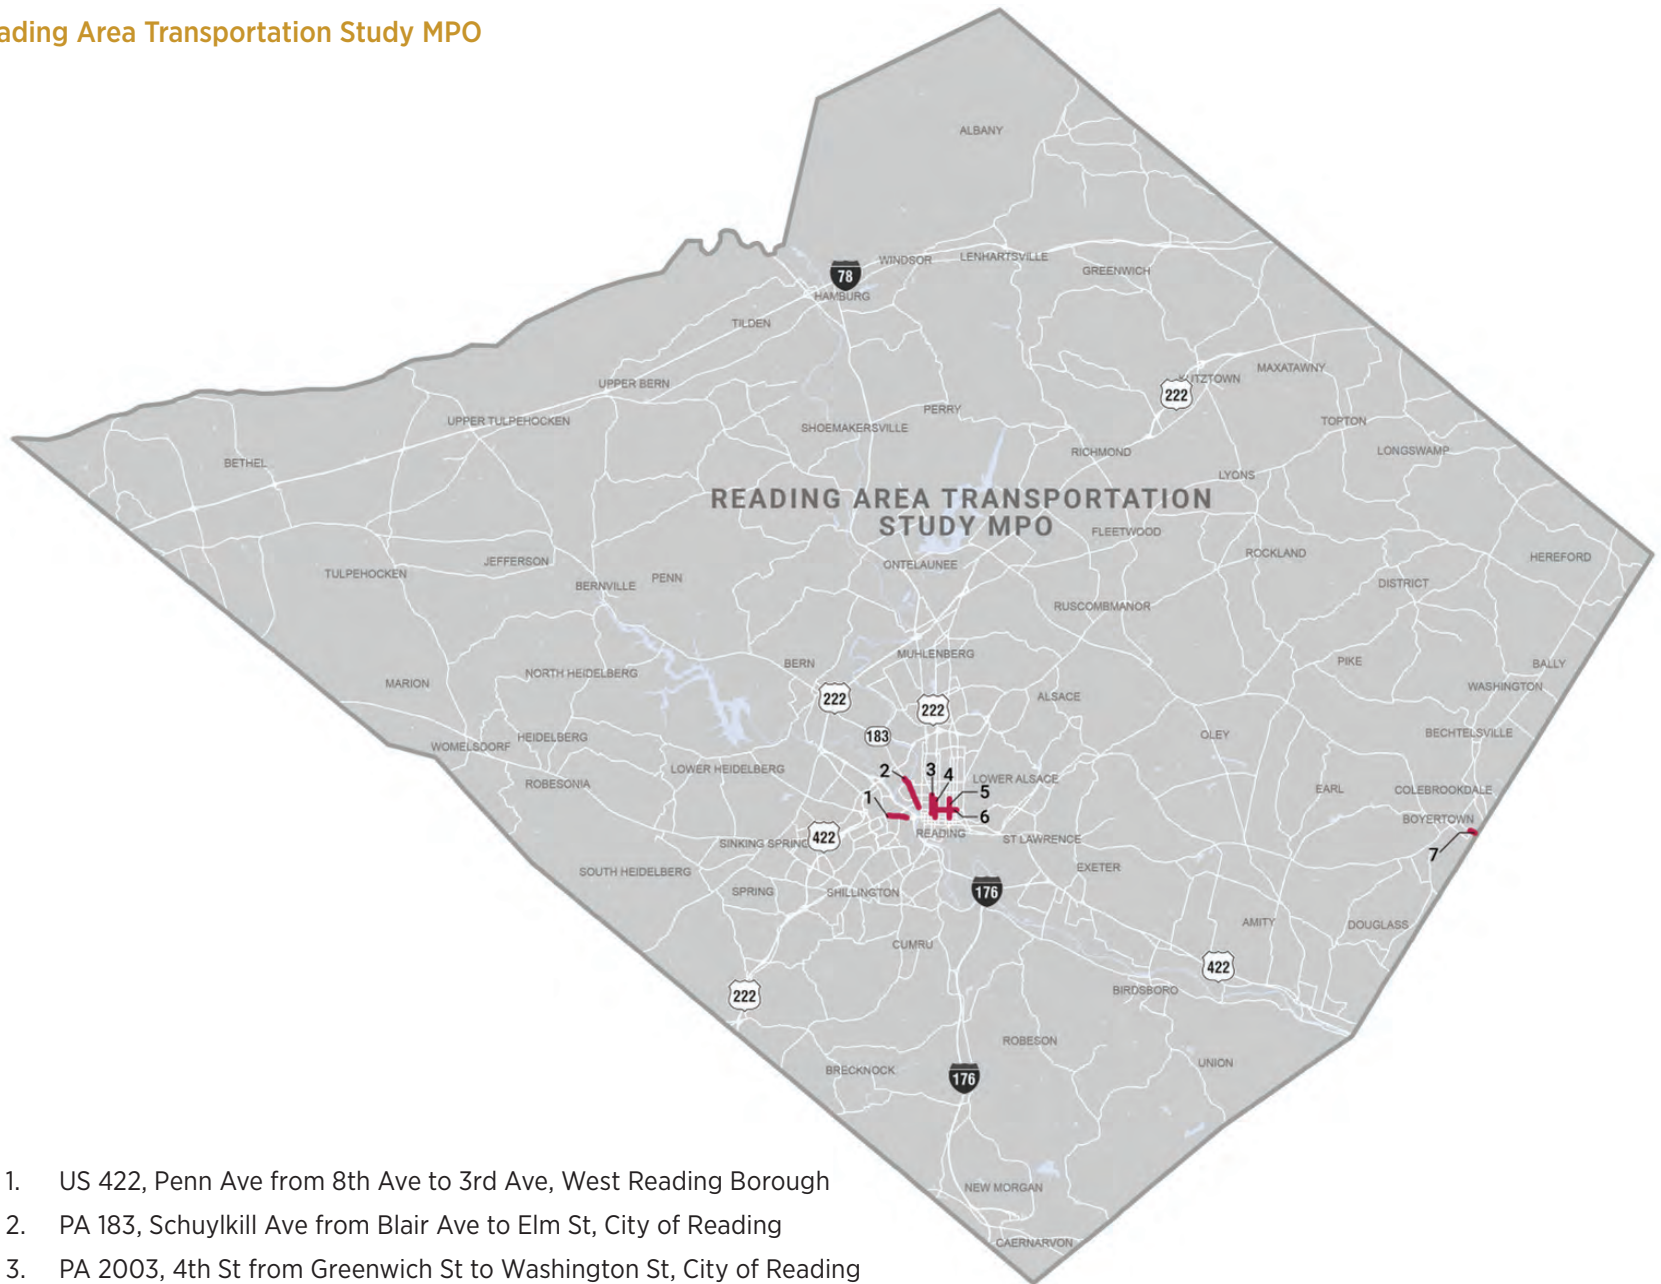 ading Area Transportation Study MPO
ALBANY
WINDSOR
LENHARTSVILLE
GREENWICH
78
HAMBURG
TILDEN
MAXATAWNY
UPPER BERN
222
UTZTOWN
PERRY
UPPER TULPEHOCKEN
SHOEMAKERSVILLE
TOPTON
RICHMOND
LONGSWAMP
BETHEL
LYONS
READING AREA TRANSPORTATION
STUDY MPO
FLEETWOOD
ROCKLAND
HEREFORD
JEFFERSON
ONTELAUNEE
TULPEHOCKEN
BERNVILLE
PENN
DISTRICT
RUSCOMBMANOR
MUHLENBERG
BERN
PIKE
BALLY
NORTH HEIDELBERG
MARION
WASHINGTON
222
222
ALSACE
183
HEIDELBERG
OLEY
BECHTELSVILLE
WOMELSDORF
LOWER HEIDELBERG
2
3
4
LOWER ALSACE
ROBESONIA
1
5
EARL
COLEBROOKDALE
6
BOYERTOWN
422
READING
SINKING SPRING
ST LAWRENCE
7
SOUTH HEIDELBERG
EXETER
SPRING
SHILLINGTON
176
AMITY
DOUGLASS
CUMRU
422
222
BIRDSBORO
ROBESON
UNION
BRECKNOCK
176
NEW MORGAN
CAERNARVON
1. US 422, Penn Ave from 8th Ave to 3rd Ave, West Reading Borough
2. PA 183, Schuylkill Ave from Blair Ave to Elm St, City of Reading
3. PA 2003, 4th St from Greenwich St to Washington St, City of Reading